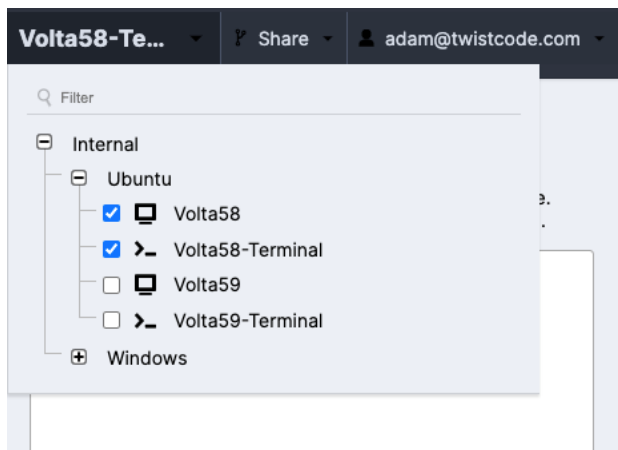 Volta58-Te... Share adam@twistcode.com
Filter
Internal
Ubuntu
Volta58
Volta58-Terminal
Volta59
Volta59-Terminal
Windows